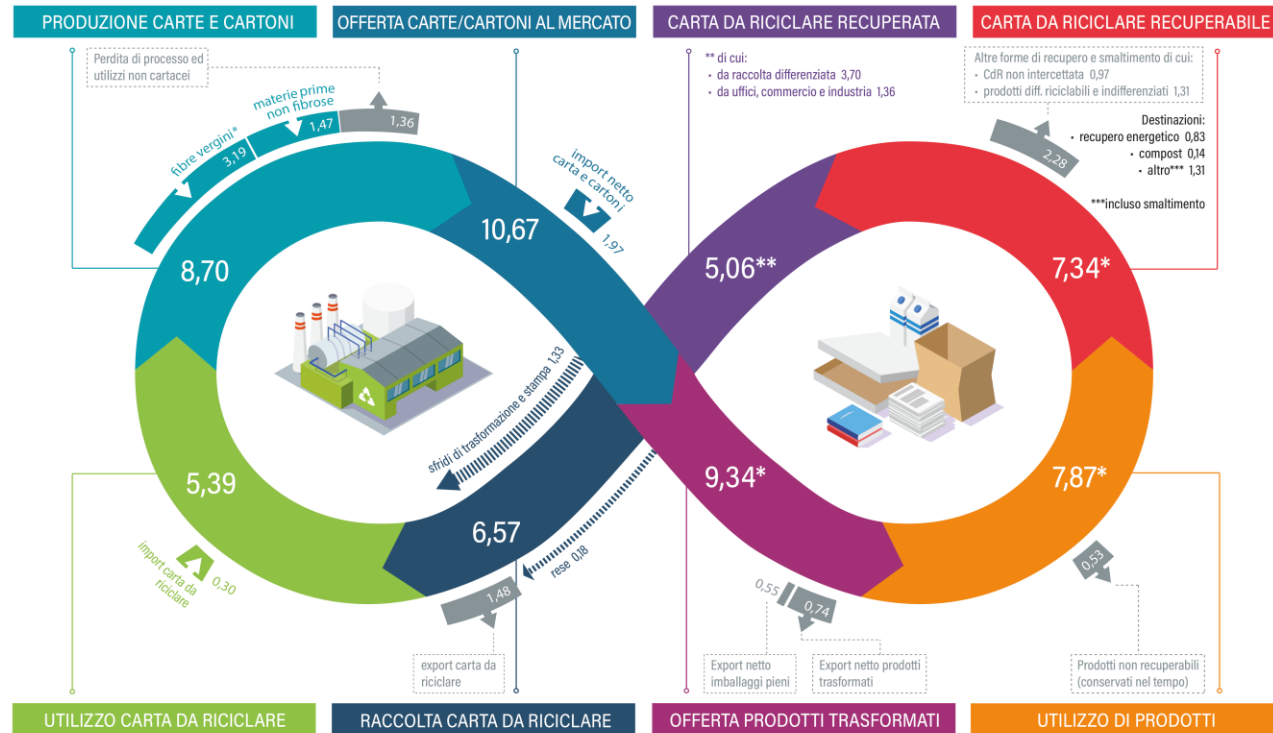 PRODUZIONE CARTE E CARTONI
OFFERTA CARTE/CARTONI AL MERCATO
CARTA DA RICICLARE RECUPERATA
CARTA DA RICICLARE RECUPERABILE
Perdita di processo ed
utilizzi non cartacei
** di cui:
• da raccolta differenziata 3,70
• da uffici, commercio e industria 1,36
Altre forme di recupero e smaltimento di cui:
• CdR non intercettata 0,97
• prodotti diff. riciclabili e indifferenziati 1,31
Destinazioni:
• recupero energetico 0,83
• compost 0,14
• altro*** 1,31
***incluso smaltimento
fibre vergini*
3,19
materie prime
non fibrose
1,47
1,36
import netto
carta e cartoni
1,97
2,28
8,70
10,67
5,06**
7,34*
sfridi di trasformazione e stampa 1,33
5,39
6,57
9,34*
7,87*
import carta da
riciclare
0,30
rese 0,18
1,48
0,55
0,74
0,53
export carta da
riciclare
Export netto
imballaggi pieni
Export netto prodotti
trasformati
Prodotti non recuperabili
(conservati nel tempo)
UTILIZZO CARTA DA RICICLARE
RACCOLTA CARTA DA RICICLARE
OFFERTA PRODOTTI TRASFORMATI
UTILIZZO DI PRODOTTI